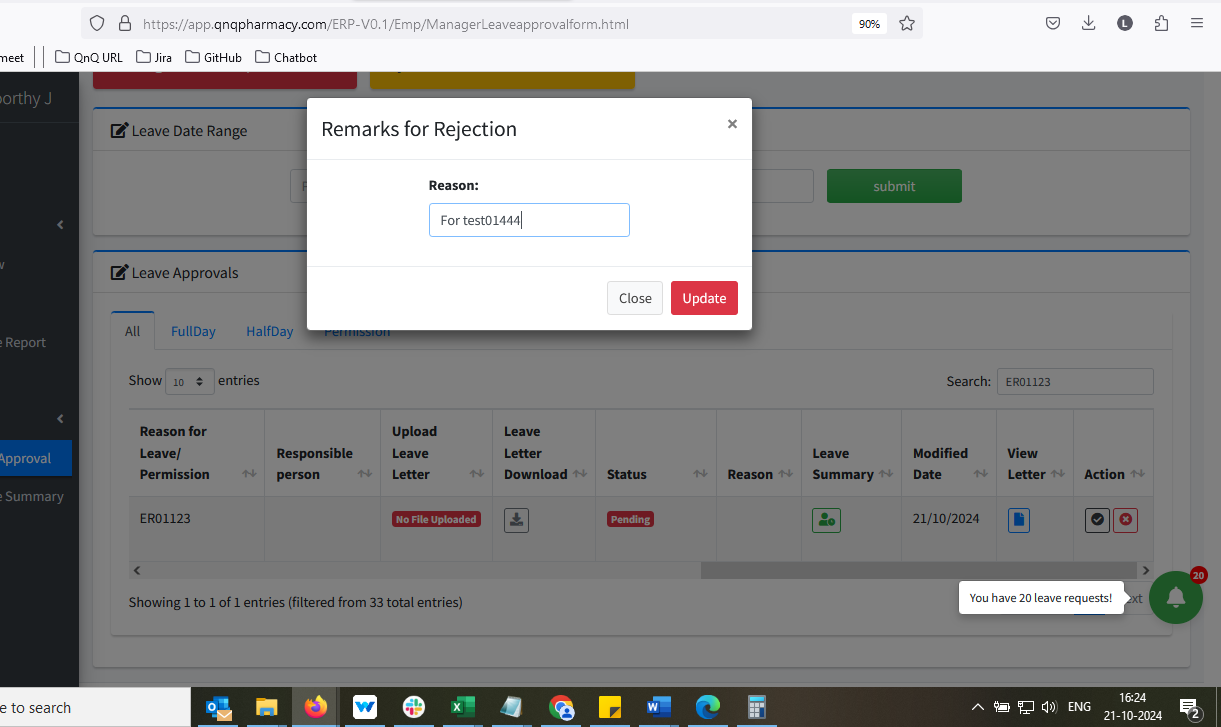 https://app.qnqpharmacy.com/ERP-V0.1/Emp/ManagerLeaveapprovalform.html
90%
L
meet
QnQ URL
Jira
GitHub
Chatbot
orthy J
Leave Date Range
Remarks for Rejection
×
Reason:
For test01444
submit
Close
Update
Leave Approvals
All
FullDay
HalfDay
Permission
e Report
Approval
e Summary
Show 10 entries
Search: ER01123
Reason for Leave/ Permission
Responsible person
Upload Leave Letter
Leave Letter Download
Status
Reason
Leave Summary
Modified Date
View Letter
Action
ER01123
No File Uploaded
Pending
21/10/2024
Showing 1 to 1 of 1 entries (filtered from 33 total entries)
You have 20 leave requests!
ext
20
e to search
ENG
16:24
21-10-2024
2